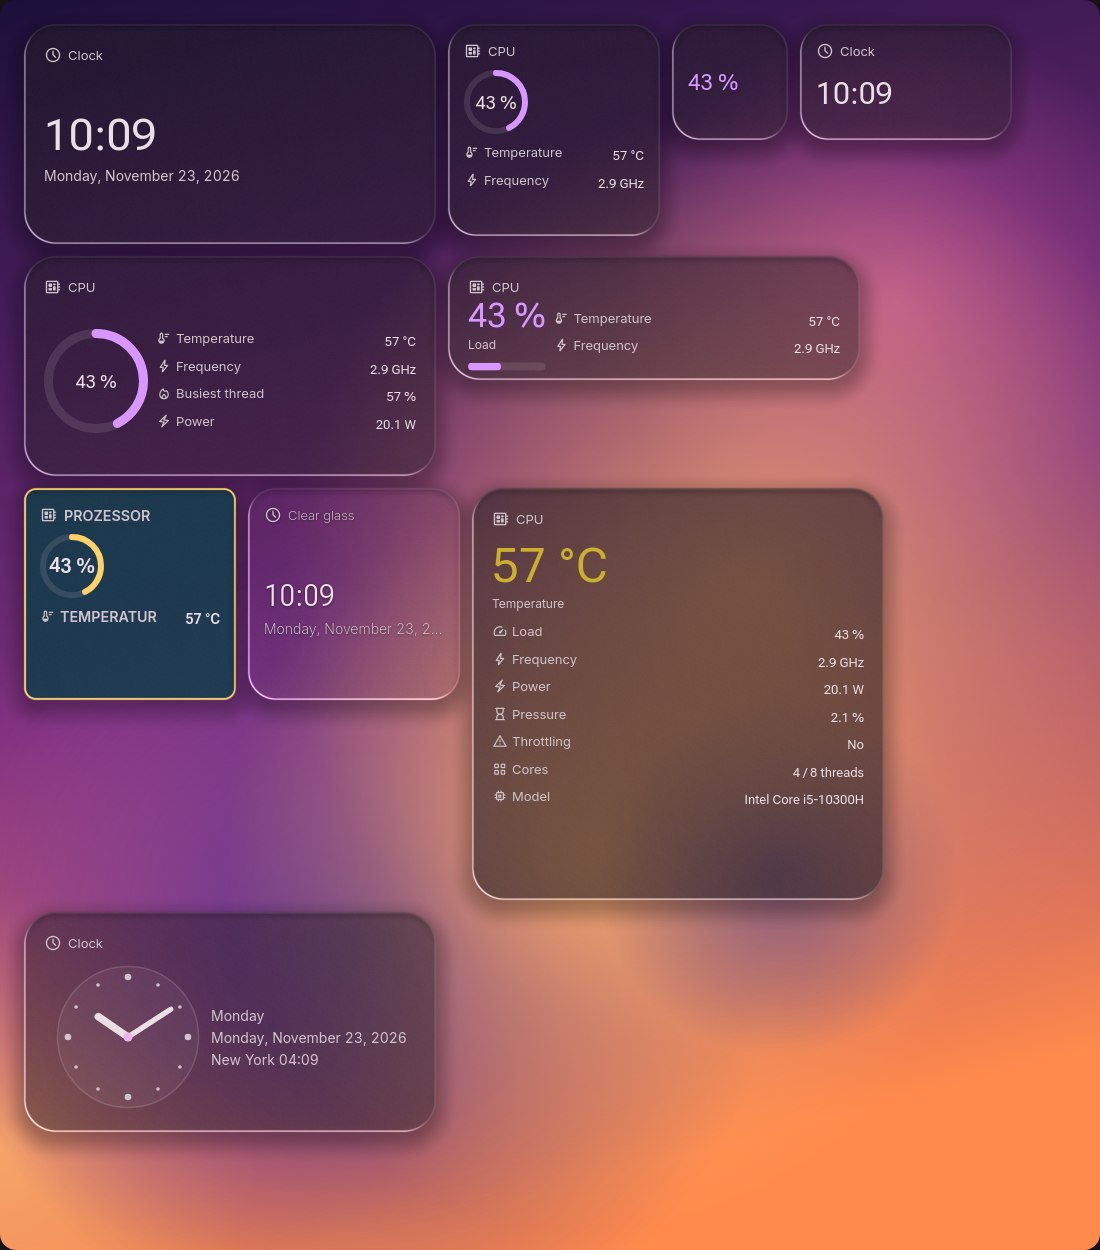 Clock
10:09
Monday, November 23, 2026
CPU
43 %
Temperature 57 °C
Frequency 2.9 GHz
43 %
Clock
10:09
CPU
43 %
Temperature 57 °C
Frequency 2.9 GHz
Busiest thread 57 %
Power 20.1 W
CPU
43 %
Load
Temperature 57 °C
Frequency 2.9 GHz
PROZESSOR
43 %
TEMPERATUR 57 °C
Clear glass
10:09
Monday, November 23, 2...
CPU
57 °C
Temperature
Load 43 %
Frequency 2.9 GHz
Power 20.1 W
Pressure 2.1 %
Throttling No
Cores 4 / 8 threads
Model Intel Core i5-10300H
Clock
Monday
Monday, November 23, 2026
New York 04:09